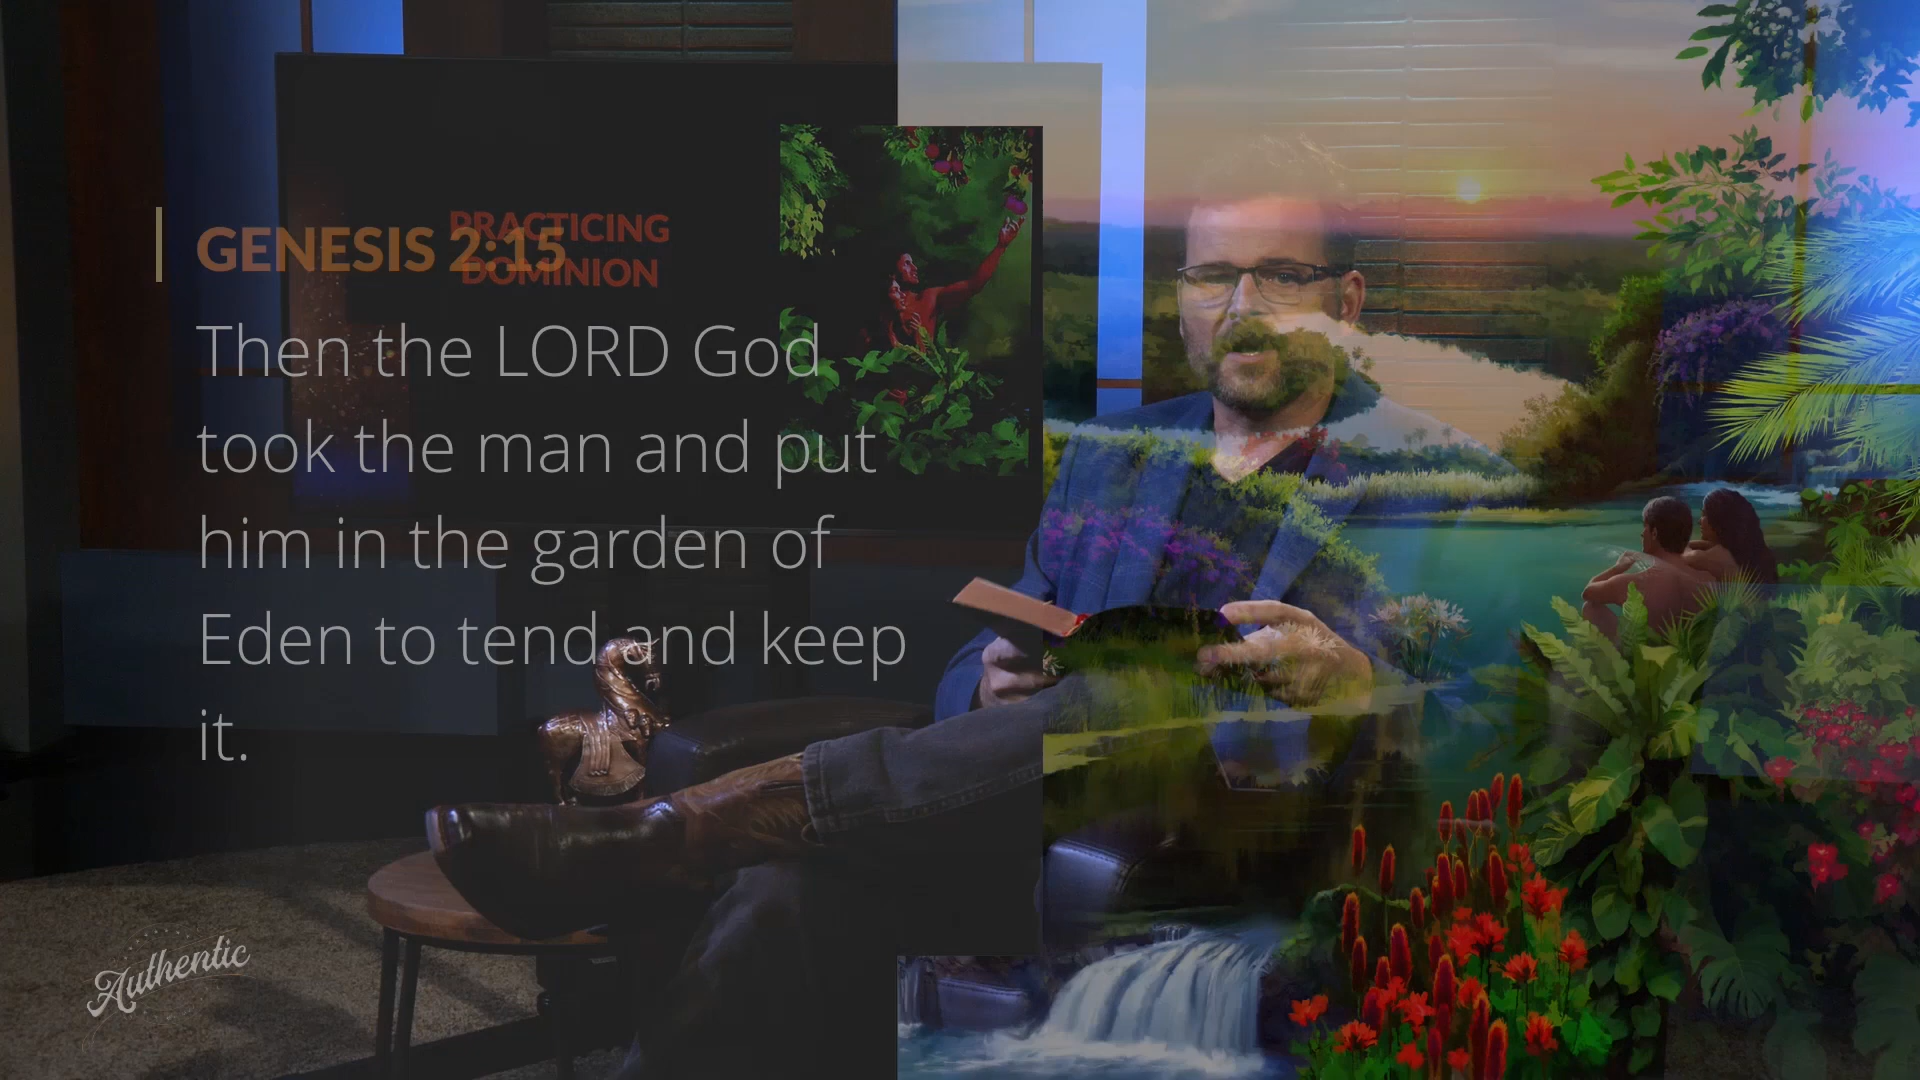 PRACTICING
DOMINION
GENESIS 2:15
Then the LORD God
took the man and put
him in the garden of
Eden to tend and keep
it.
Authentic